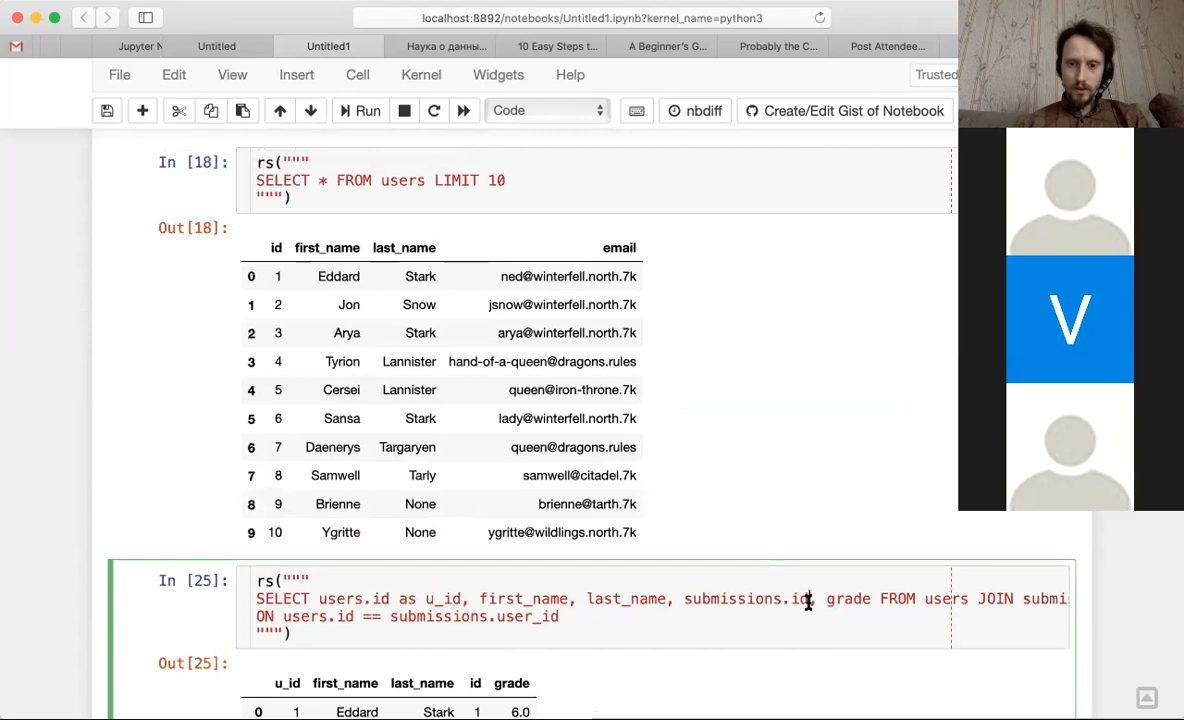 localhost:8892/notebooks/Untitled1.ipynb?kernel_name=python3
Jupyter N
Untitled
Untitled1
Наука о данны...
10 Easy Steps t...
A Beginner's G...
Probably the C...
Post Attendee...
File Edit View Insert Cell Kernel Widgets Help
Trusted
Run
Code
nbdiff
Create/Edit Gist of Notebook
In [18]:
rs("""
SELECT * FROM users LIMIT 10
""")
Out[18]:
id first_name last_name email
0 1 Eddard Stark ned@winterfell.north.7k
1 2 Jon Snow jsnow@winterfell.north.7k
2 3 Arya Stark arya@winterfell.north.7k
3 4 Tyrion Lannister hand-of-a-queen@dragons.rules
4 5 Cersei Lannister queen@iron-throne.7k
5 6 Sansa Stark lady@winterfell.north.7k
6 7 Daenerys Targaryen queen@dragons.rules
7 8 Samwell Tarly samwell@citadel.7k
8 9 Brienne None brienne@tarth.7k
9 10 Ygritte None ygritte@wildlings.north.7k
In [25]:
rs("""
SELECT users.id as u_id, first_name, last_name, submissions.id, grade FROM users JOIN submi
ON users.id == submissions.user_id
""")
Out[25]:
u_id first_name last_name id grade
0 1 Eddard Stark 1 6.0
V